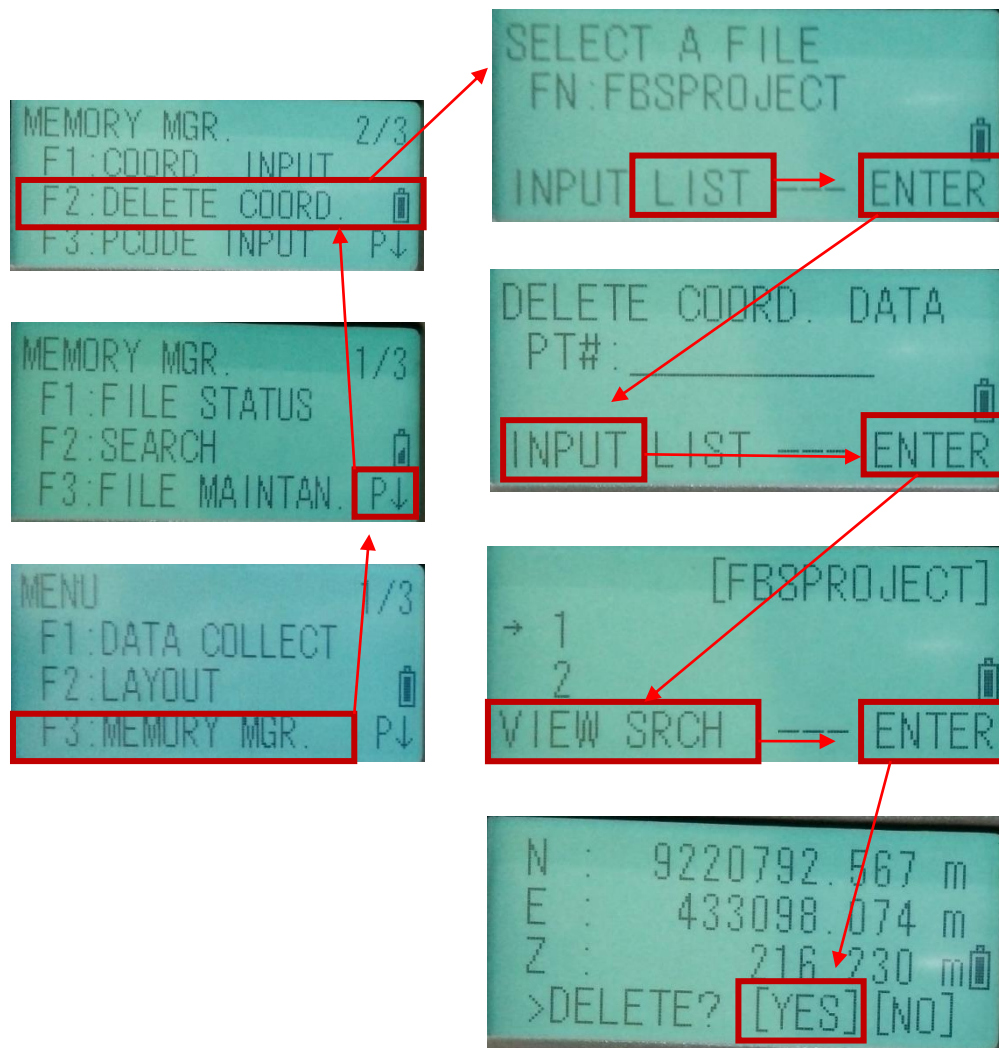 MEMORY MGR. 2/3
F1:COORD. INPUT
F2:DELETE COORD.
F3:PCODE INPUT P↓
MEMORY MGR. 1/3
F1:FILE STATUS
F2:SEARCH
F3:FILE MAINTAN. P↓
MENU 1/3
F1:DATA COLLECT
F2:LAYOUT
F3:MEMORY MGR. P↓
SELECT A FILE
FN:FBSPROJECT
INPUT LIST --- ENTER
DELETE COORD. DATA
PT#:
INPUT LIST --- ENTER
[FBSPROJECT]
→ 1
2
VIEW SRCH --- ENTER
N : 9220792.567 m
E : 433098.074 m
Z : 216.230 m
>DELETE? [YES] [NO]